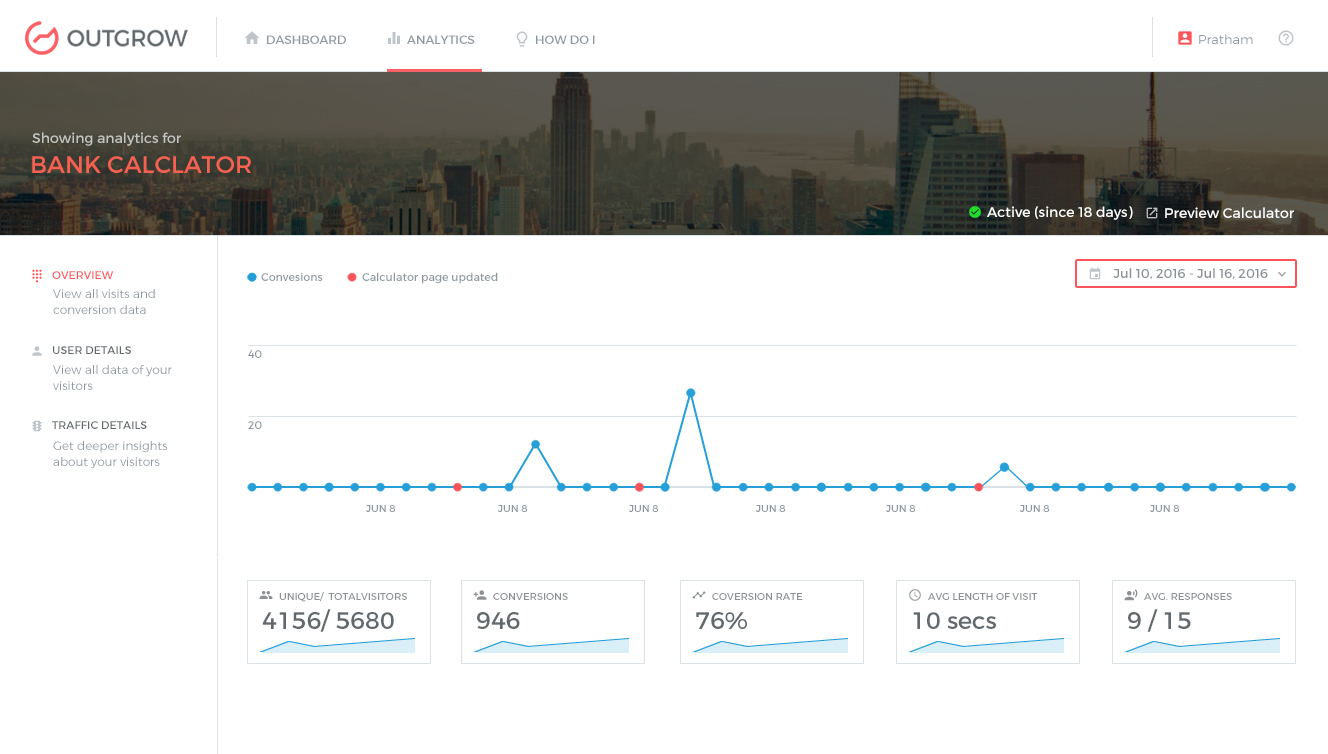 OUTGROW
DASHBOARD
ANALYTICS
HOW DO I
Pratham
Showing analytics for
BANK CALCLATOR
Active (since 18 days)
Preview Calculator
OVERVIEW
View all visits and
conversion data
USER DETAILS
View all data of your
visitors
TRAFFIC DETAILS
Get deeper insights
about your visitors
Convesions
Calculator page updated
Jul 10, 2016 - Jul 16, 2016
40
20
JUN 8
JUN 8
JUN 8
JUN 8
JUN 8
JUN 8
JUN 8
UNIQUE/ TOTALVISITORS
4156/ 5680
CONVERSIONS
946
COVERSION RATE
76%
AVG LENGTH OF VISIT
10 secs
AVG. RESPONSES
9 / 15